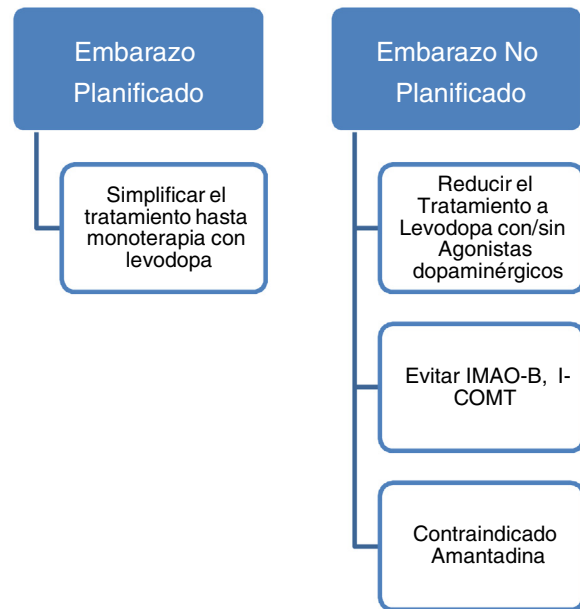 Embarazo
Planificado
Simplificar el
tratamiento hasta
monoterapia con
levodopa
Embarazo No
Planificado
Reducir el
Tratamiento a
Levodopa con/sin
Agonistas
dopaminérgicos
Evitar IMAO-B, I-
COMT
Contraindicado
Amantadina